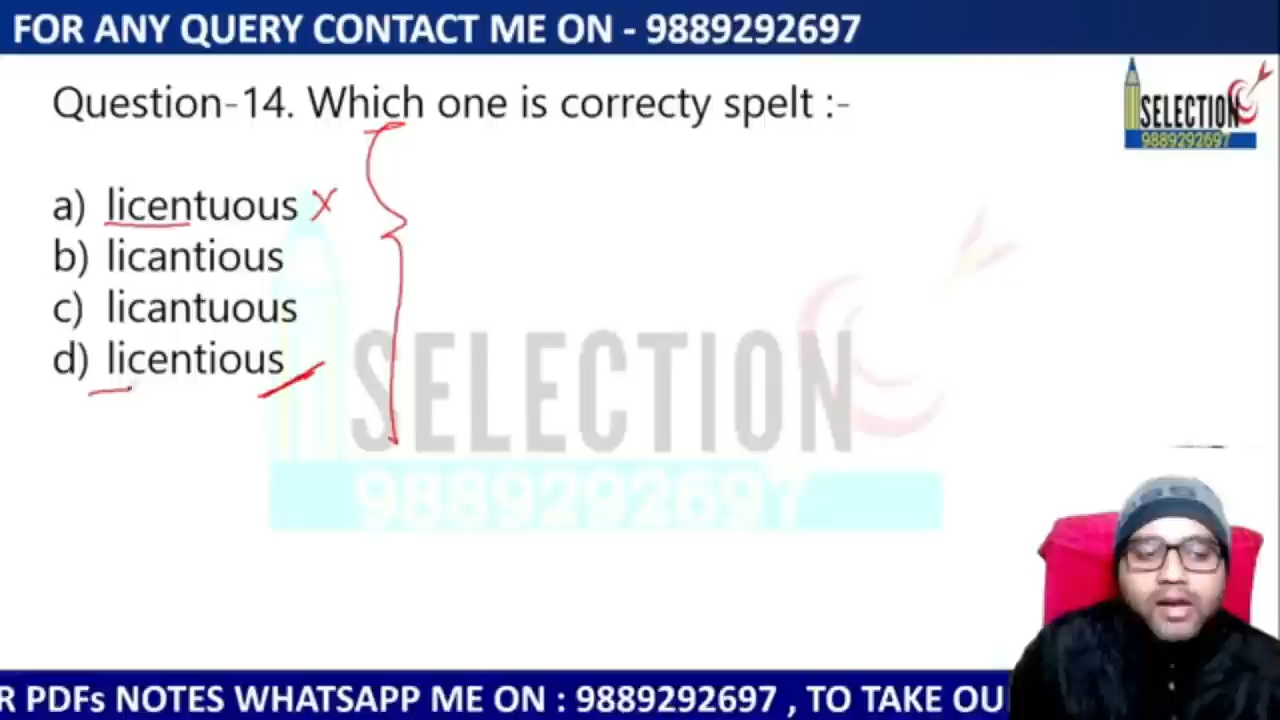 FOR ANY QUERY CONTACT ME ON - 9889292697
Question-14. Which one is correcty spelt :-
SELECTION
9889292697
a) licentuous X
b) licantious
c) licantuous
d) licentious
SELECTION
9889292697
R PDFs NOTES WHATSAPP ME ON : 9889292697 , TO TAKE OU